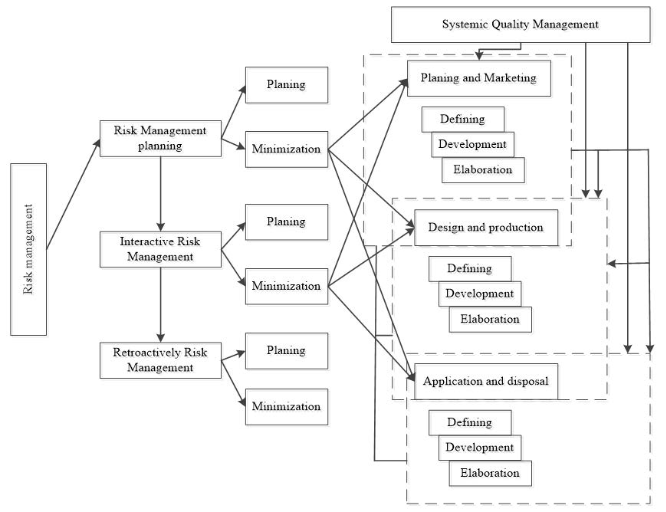 Systemic Quality Management
Planing and Marketing
Defining
Development
Elaboration
Design and production
Defining
Development
Elaboration
Application and disposal
Defining
Development
Elaboration
Risk management
Risk Management
planning
Planing
Minimization
Interactive Risk
Management
Planing
Minimization
Retroactively Risk
Management
Planing
Minimization